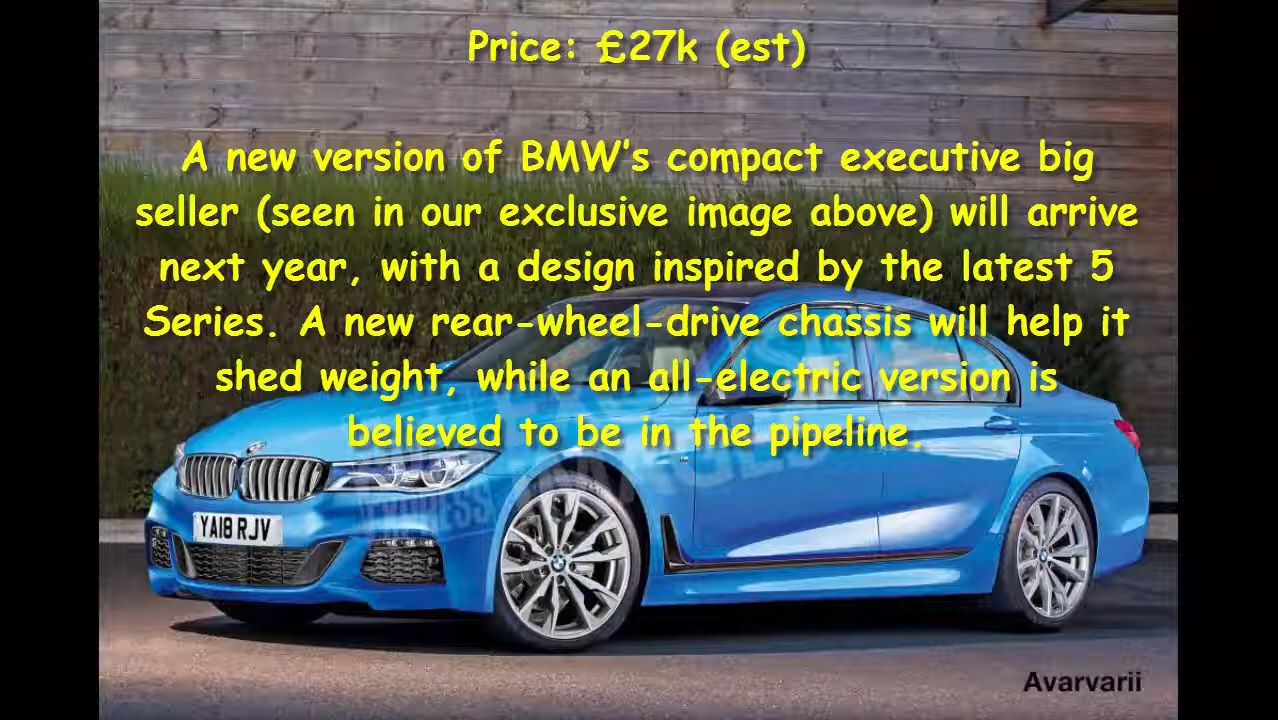 Price: £27k (est)
A new version of BMW's compact executive big
seller (seen in our exclusive image above) will arrive
next year, with a design inspired by the latest 5
Series. A new rear-wheel-drive chassis will help it
shed weight, while an all-electric version is
believed to be in the pipeline.
EXPRESS
IMAGES
YA18 RJV
Avarvarii